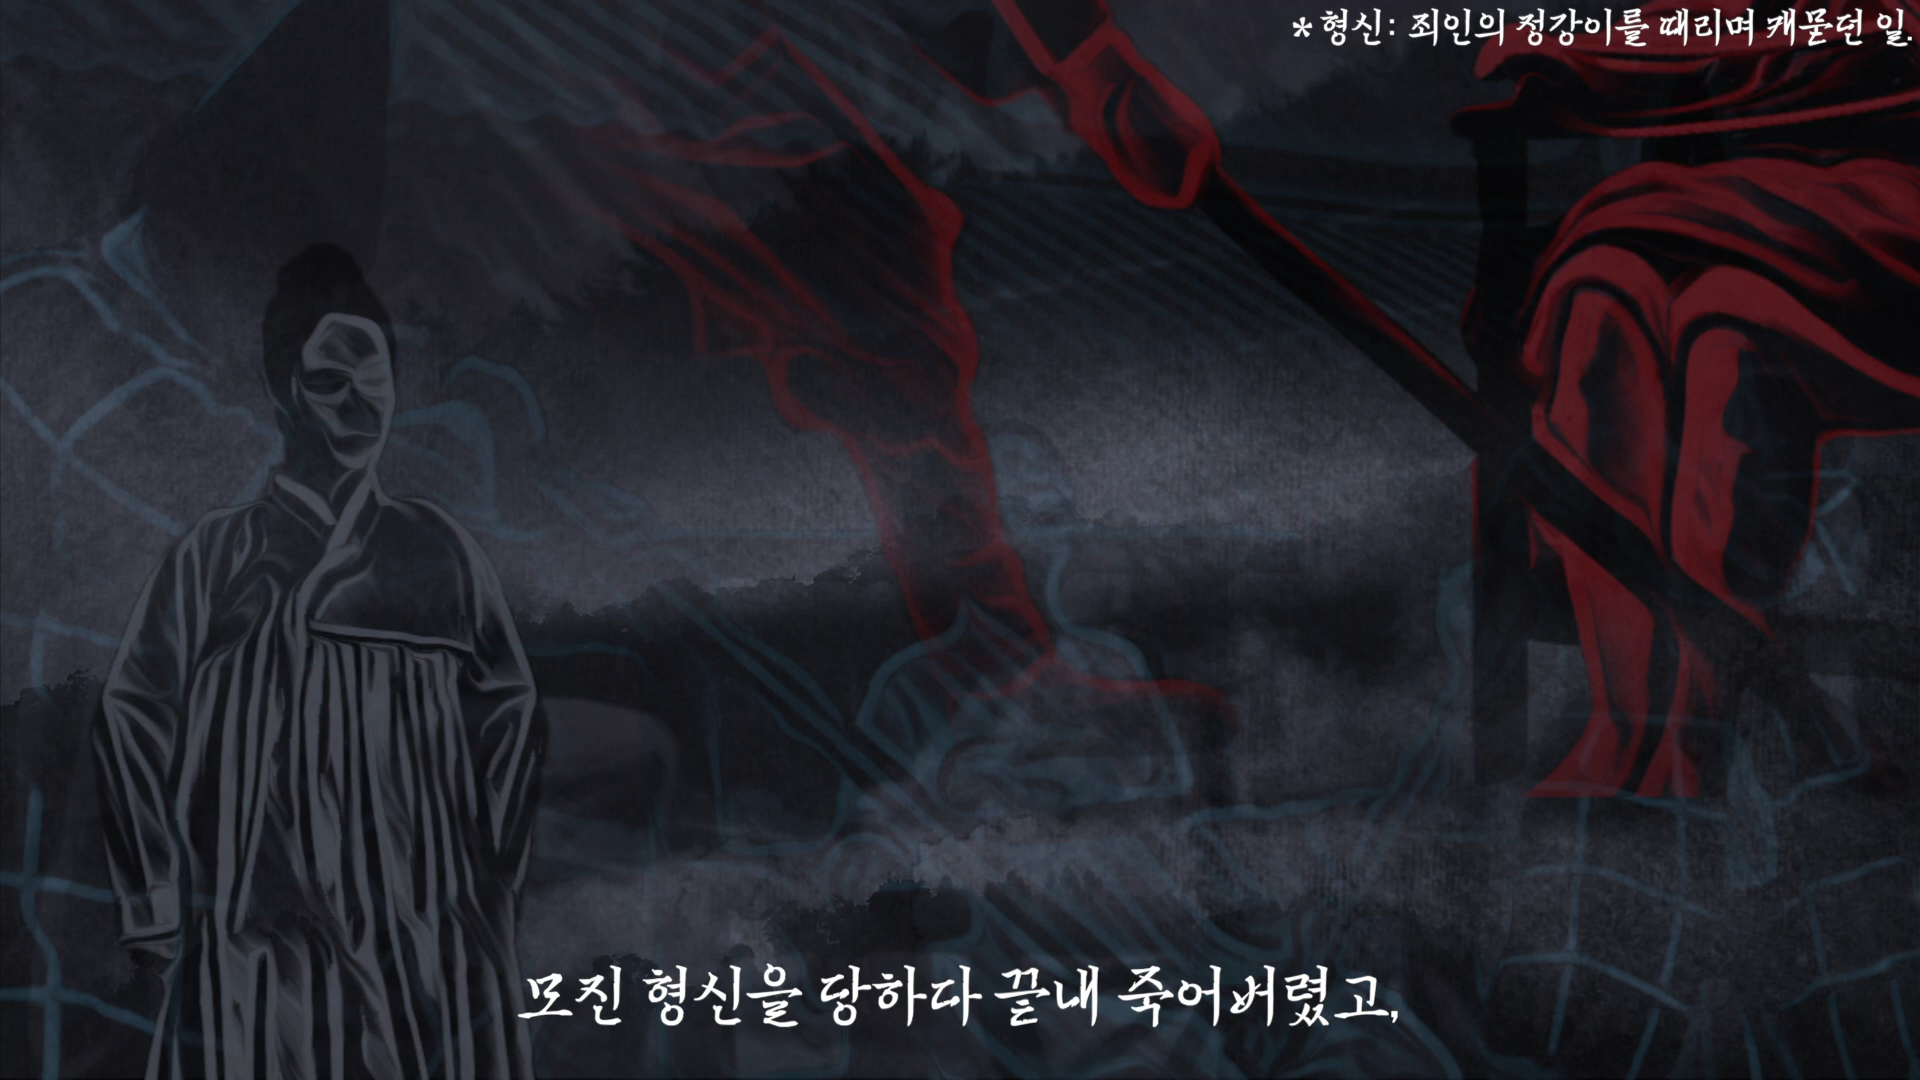 *형신: 죄인의 정강이를 때리며 캐묻던 일.
모진 형신을 당하다 끝내 죽어버렸고,